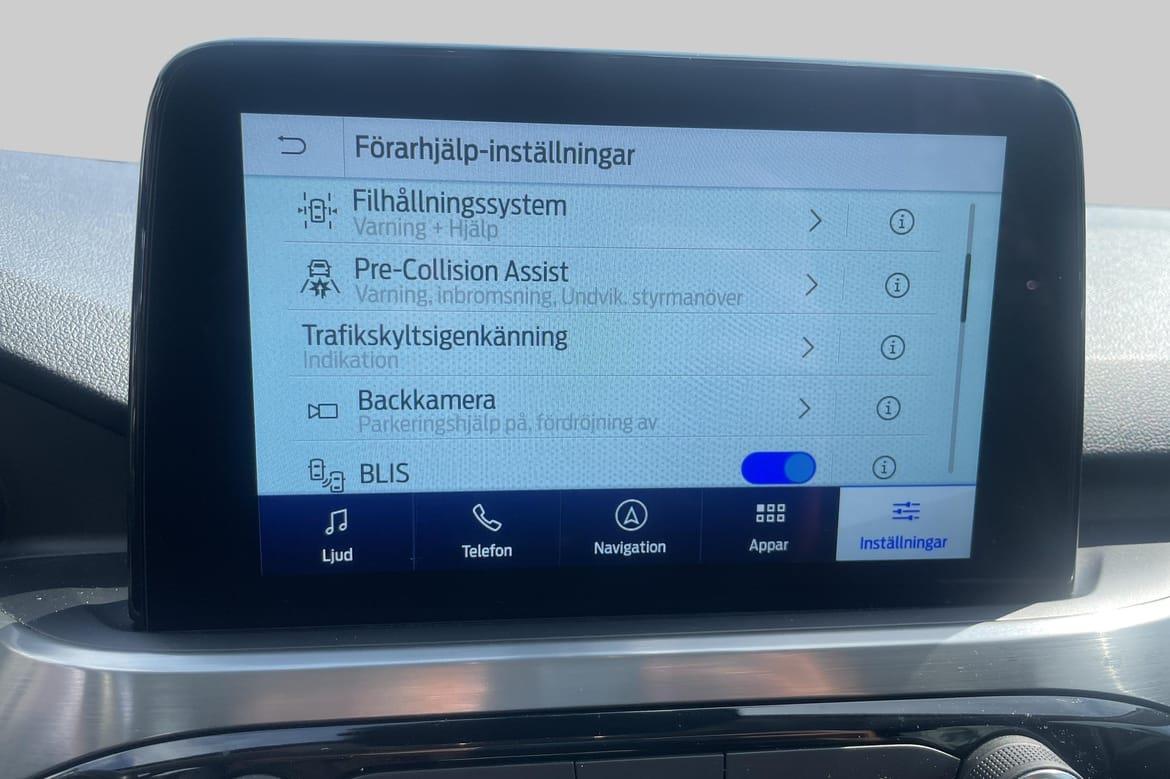 Förarhjälp-inställningar
Filhållningssystem
Varning + Hjälp
Pre-Collision Assist
Varning, inbromsning, Undvik. styrmanöver
Trafikskyltsigenkänning
Indikation
Backkamera
Parkeringshjälp på, fördröjning av
BLIS
Ljud
Telefon
Navigation
Appar
Inställningar